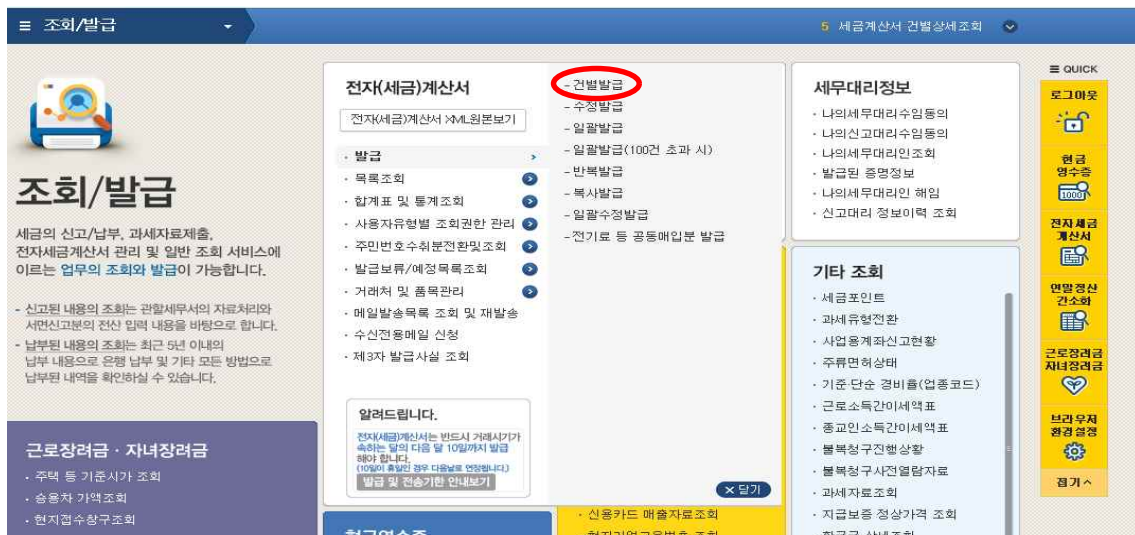 ≡ 조회/발급
5 세금계산서 건별상세조회
조회/발급
세금의 신고/납부, 과세자료제출,
전자세금계산서 관리 및 일반 조회 서비스에
이르는 업무의 조회와 발급이 가능합니다.
- 신고된 내용의 조회는 관할세무서의 자료처리와
서면신고분의 전산 입력 내용을 바탕으로 합니다.
- 납부된 내용의 조회는 최근 5년 이내의
납부 내용으로 은행 납부 및 기타 모든 방법으로
납부된 내역을 확인하실 수 있습니다.
근로장려금 · 자녀장려금
· 주택 등 기준시가 조회
· 승용차 가액조회
· 현지접수창구조회
전자(세금)계산서
전자(세금)계산서 XML원본보기
· 발급
· 목록조회
· 합계표 및 통계조회
· 사용자유형별 조회권한 관리
· 주민번호수취분전환및조회
· 발급보류/예정목록조회
· 거래처 및 품목관리
· 메일발송목록 조회 및 재발송
· 수신전용메일 신청
· 제3자 발급사실 조회
알려드립니다.
전자(세금)계산서는 반드시 거래시기가
속하는 달의 다음 달 10일까지 발급
해야 합니다.
(10일이 휴일인 경우 다음날로 연장됩니다.)
발급 및 전송기한 안내보기
- 건별발급
- 수정발급
- 일괄발급
- 일괄발급(100건 초과 시)
- 반복발급
- 복사발급
- 일괄수정발급
- 전기료 등 공동매입분 발급
× 닫기
현금영수증
· 신용카드 매출자료조회
세무대리정보
· 나의세무대리수임동의
· 나의신고대리수임동의
· 나의세무대리인조회
· 발급된 증명정보
· 나의세무대리인 해임
· 신고대리 정보이력 조회
기타 조회
· 세금포인트
· 과세유형전환
· 사업용계좌신고현황
· 주류면허상태
· 기준·단순 경비율(업종코드)
· 근로소득간이세액표
· 종교인소득간이세액표
· 불복청구진행상황
· 불복청구사전열람자료
· 과세자료조회
· 지급보증 정상가격 조회
≡ QUICK
로그아웃
현금
영수증
1000
전자세금
계산서
연말정산
간소화
근로장려금
자녀장려금
브라우저
환경설정
접기